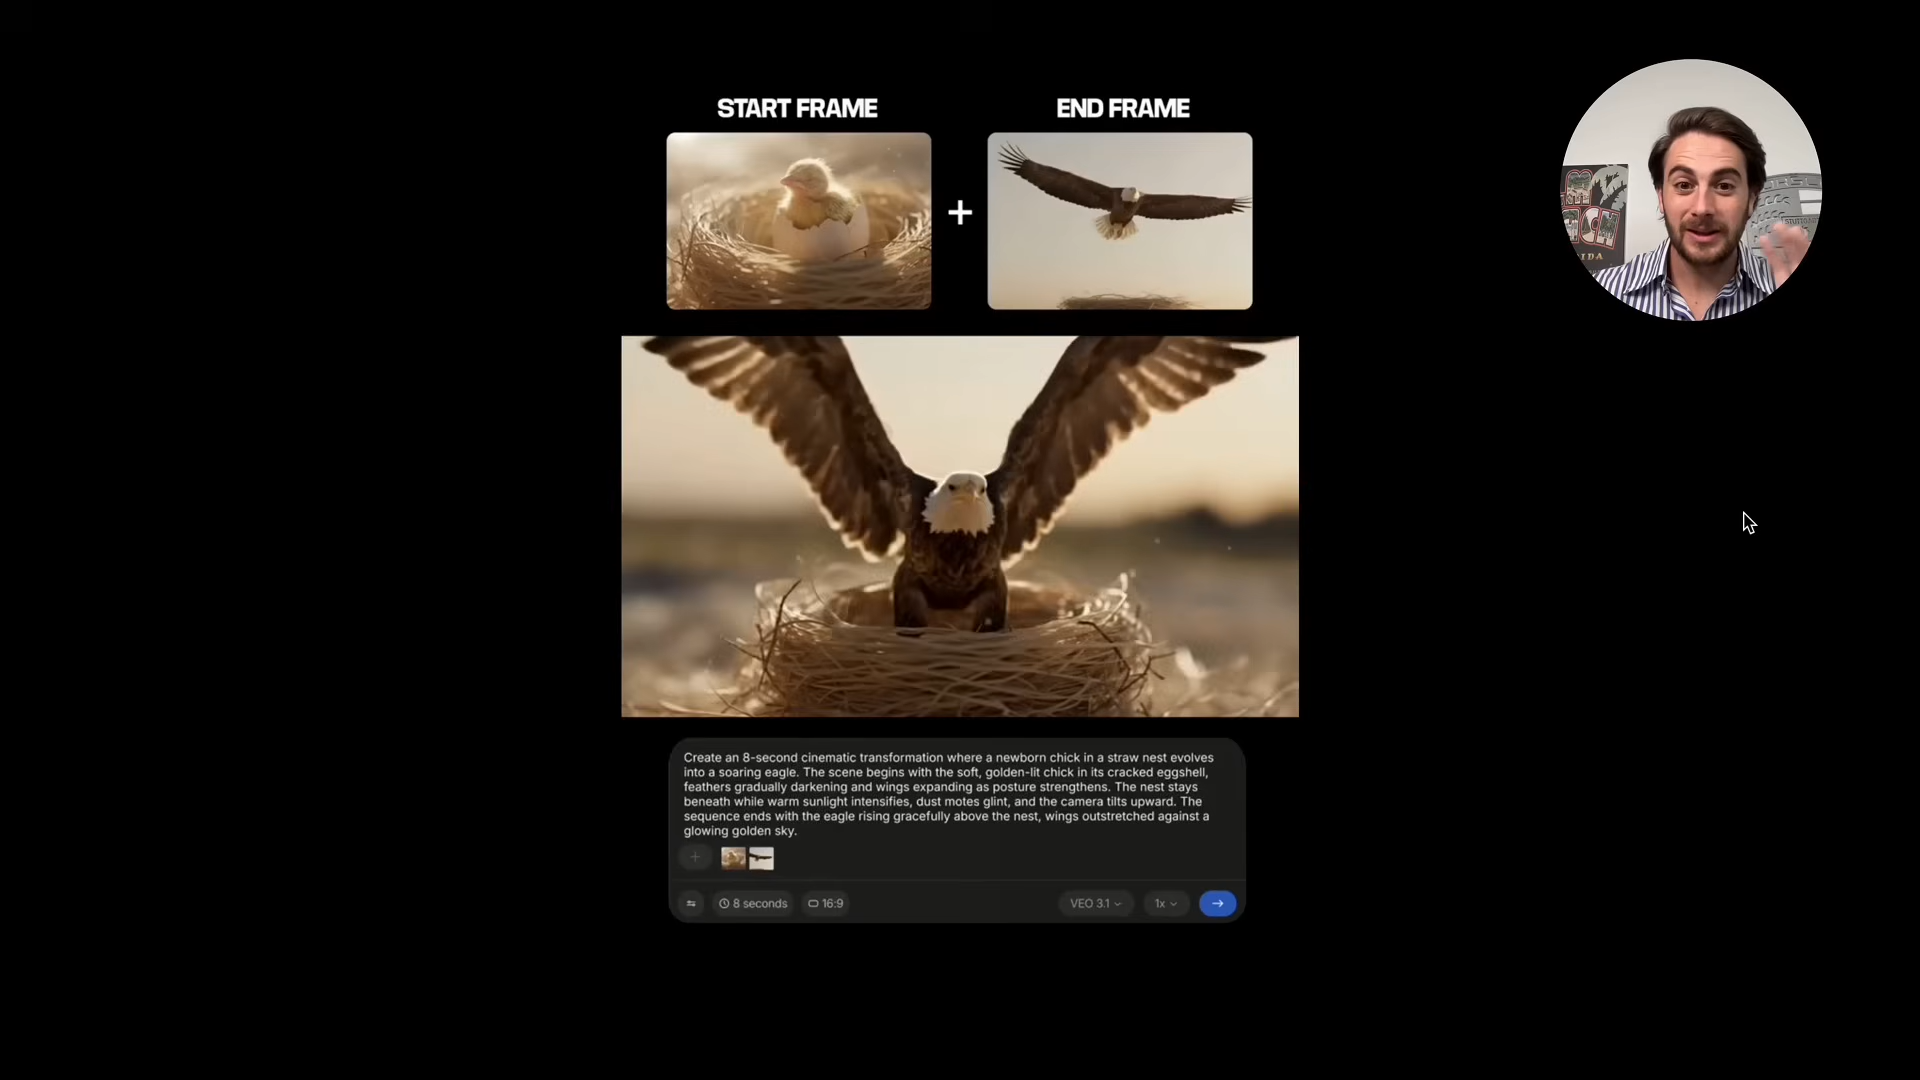 START FRAME
END FRAME
+
Create an 8-second cinematic transformation where a newborn chick in a straw nest evolves
into a soaring eagle. The scene begins with the soft, golden-lit chick in its cracked eggshell,
feathers gradually darkening and wings expanding as posture strengthens. The nest stays
beneath while warm sunlight intensifies, dust motes glint, and the camera tilts upward. The
sequence ends with the eagle rising gracefully above the nest, wings outstretched against a
glowing golden sky.
+
8 seconds
16:9
VEO 3.1
1x